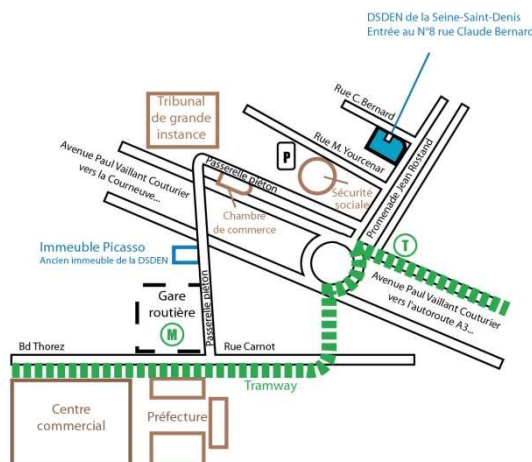 DSDEN de la Seine-Saint-Denis
Entrée au N°8 rue Claude Bernard
Rue C. Bernard
Tribunal
de grande
instance
Rue M. Yourcenar
P
Avenue Paul Vaillant Couturier
vers la Courneuve...
Passerelle piéton
Sécurité
sociale
Promenade Jean Rostand
Chambre
de commerce
T
Immeuble Picasso
Ancien immeuble de la DSDEN
Avenue Paul Vaillant Couturier
vers l'autoroute A3...
Gare
routière
M
Passerelle piéton
Bd Thorez
Rue Carnot
Tramway
Centre
commercial
Préfecture